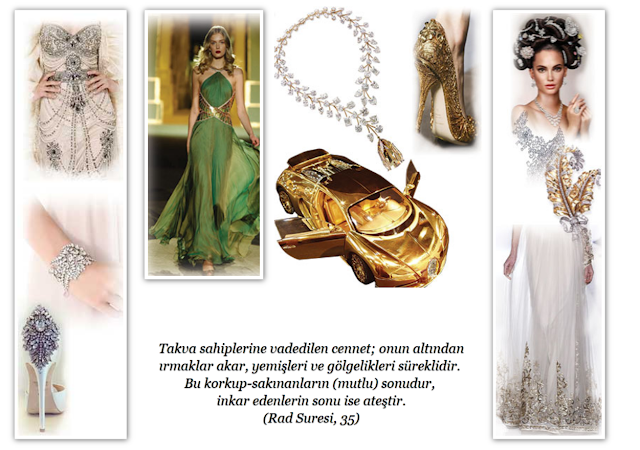 Takva sahiplerine vadedilen cennet; onun altından
ırmaklar akar, yemişleri ve gölgelikleri süreklidir.
Bu korkup-sakınanların (mutlu) sonudur,
inkar edenlerin sonu ise ateştir.
(Rad Suresi, 35)